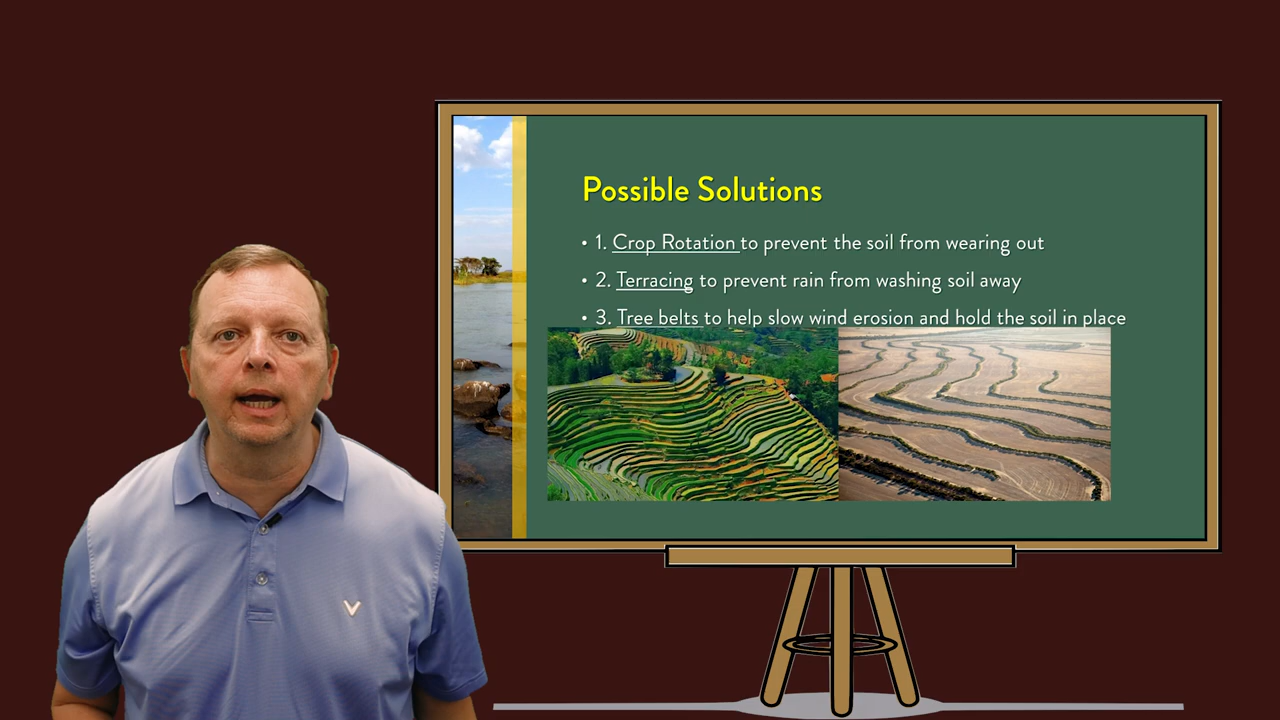 Possible Solutions
• 1. Crop Rotation to prevent the soil from wearing out
• 2. Terracing to prevent rain from washing soil away
• 3. Tree belts to help slow wind erosion and hold the soil in place